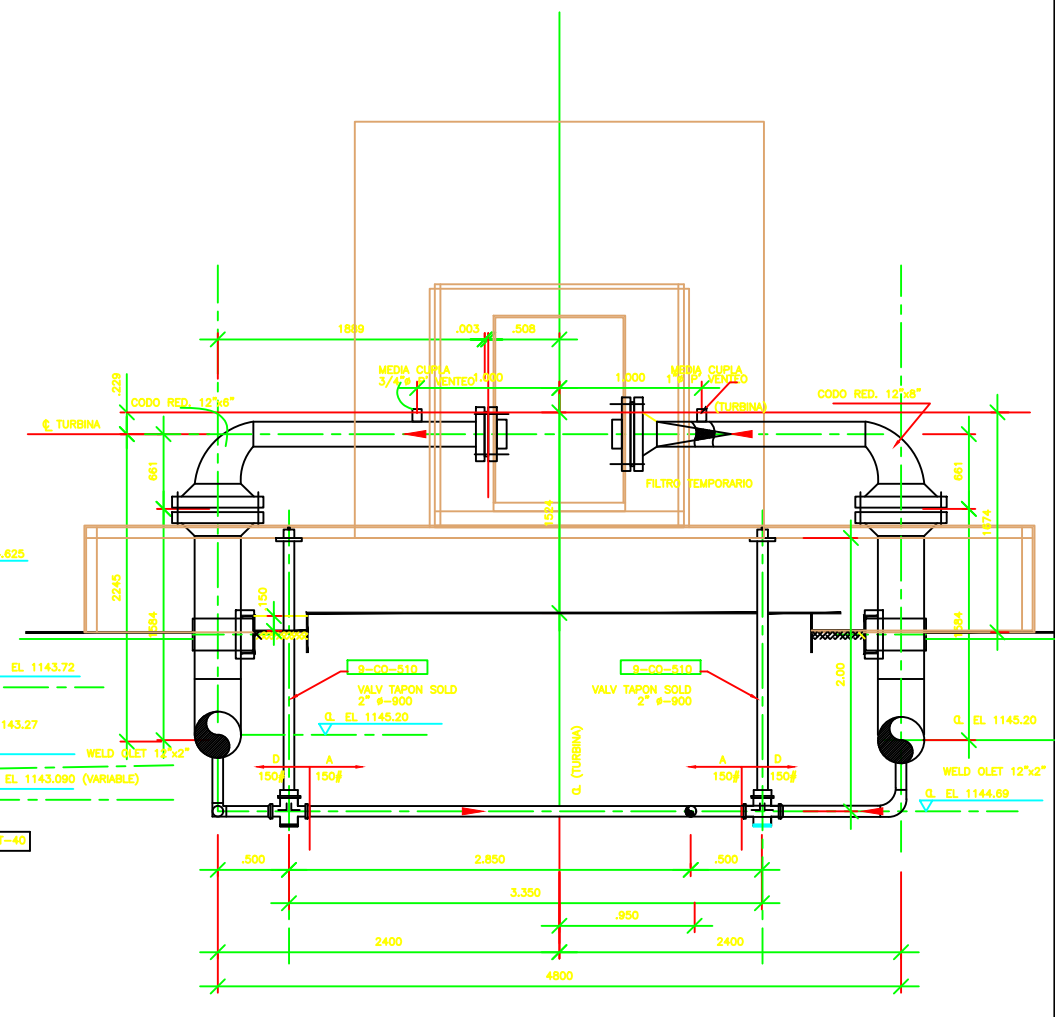 1889
.003
.508
MEDIA CUPLA
3/4"ø P' VENTEO
1.000
1.000
MEDIA CUPLA
1"ø P' VENTEO
.229
CODO RED. 12"x8"
CODO RED. 12"x8"
(TURBINA)
℄ TURBINA
661
661
FILTRO TEMPORARIO
1674
.625
2245
.150
1584
1584
2.00
EL 1143.72
9-CO-510
9-CO-510
VALV TAPON SOLD
2" #-900
VALV TAPON SOLD
2" #-900
143.27
℄ EL 1145.20
℄ EL 1145.20
WELD OLET 12"x2"
℄ (TURBINA)
WELD OLET 12"x2"
EL 1143.090 (VARIABLE)
D
A
150#
150#
A
D
150#
150#
℄ EL 1144.69
T-40
.500
2.850
.500
3.350
.950
2400
2400
4800